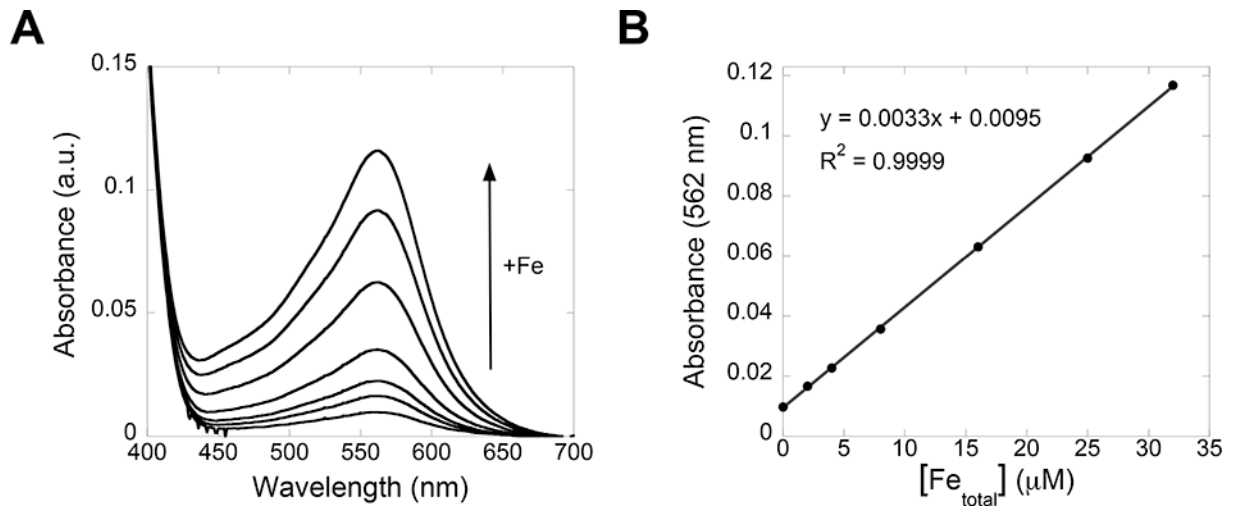 A
0.15
0.1
0.05
0
Absorbance (a.u.)
+Fe
400 450 500 550 600 650 700
Wavelength (nm)
B
0.12
0.1
0.08
0.06
0.04
0.02
0
Absorbance (562 nm)
y = 0.0033x + 0.0095
R² = 0.9999
0 5 10 15 20 25 30 35
[Fe_total] (μM)